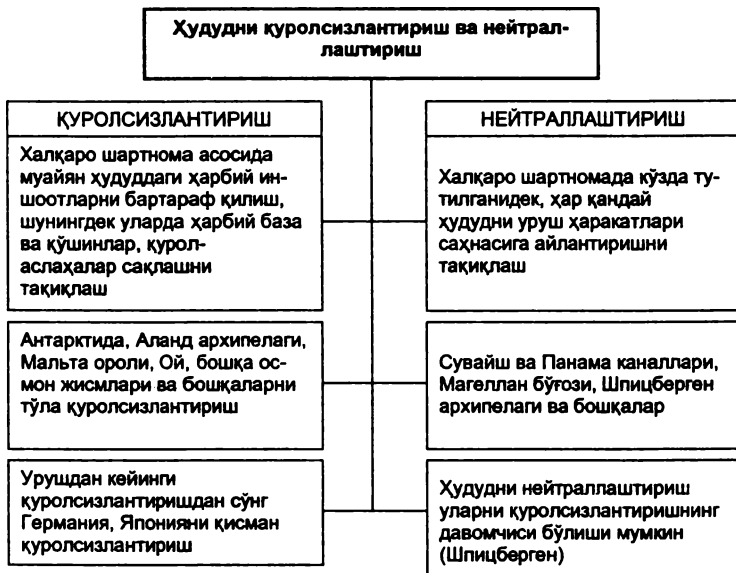 Ҳудудни қуролсизлантириш ва нейтрал-
лаштириш
ҚУРОЛСИЗЛАНТИРИШ
Халқаро шартнома асосида
муайян ҳудуддаги ҳарбий ин-
шоотларни бартараф қилиш,
шунингдек уларда ҳарбий база
ва қўшинлар, қурол-
аслаҳалар сақлашни
тақиқлаш
Антарктида, Аланд архипелаги,
Мальта ороли, Ой, бошқа ос-
мон жисмлари ва бошқаларни
тўла қуролсизлантириш
Урушдан кейинги
қуролсизлантиришдан сўнг
Германия, Японияни қисман
қуролсизлантириш
НЕЙТРАЛЛАШТИРИШ
Халқаро шартномада кўзда ту-
тилганидек, ҳар қандай
ҳудудни уруш ҳаракатлари
саҳнасига айлантиришни
тақиқлаш
Сувайш ва Панама каналлари,
Магеллан бўғози, Шпицберген
архипелаги ва бошқалар
Ҳудудни нейтраллаштириш
уларни қуролсизлантиришнинг
давомчиси бўлиши мумкин
(Шпицберген)